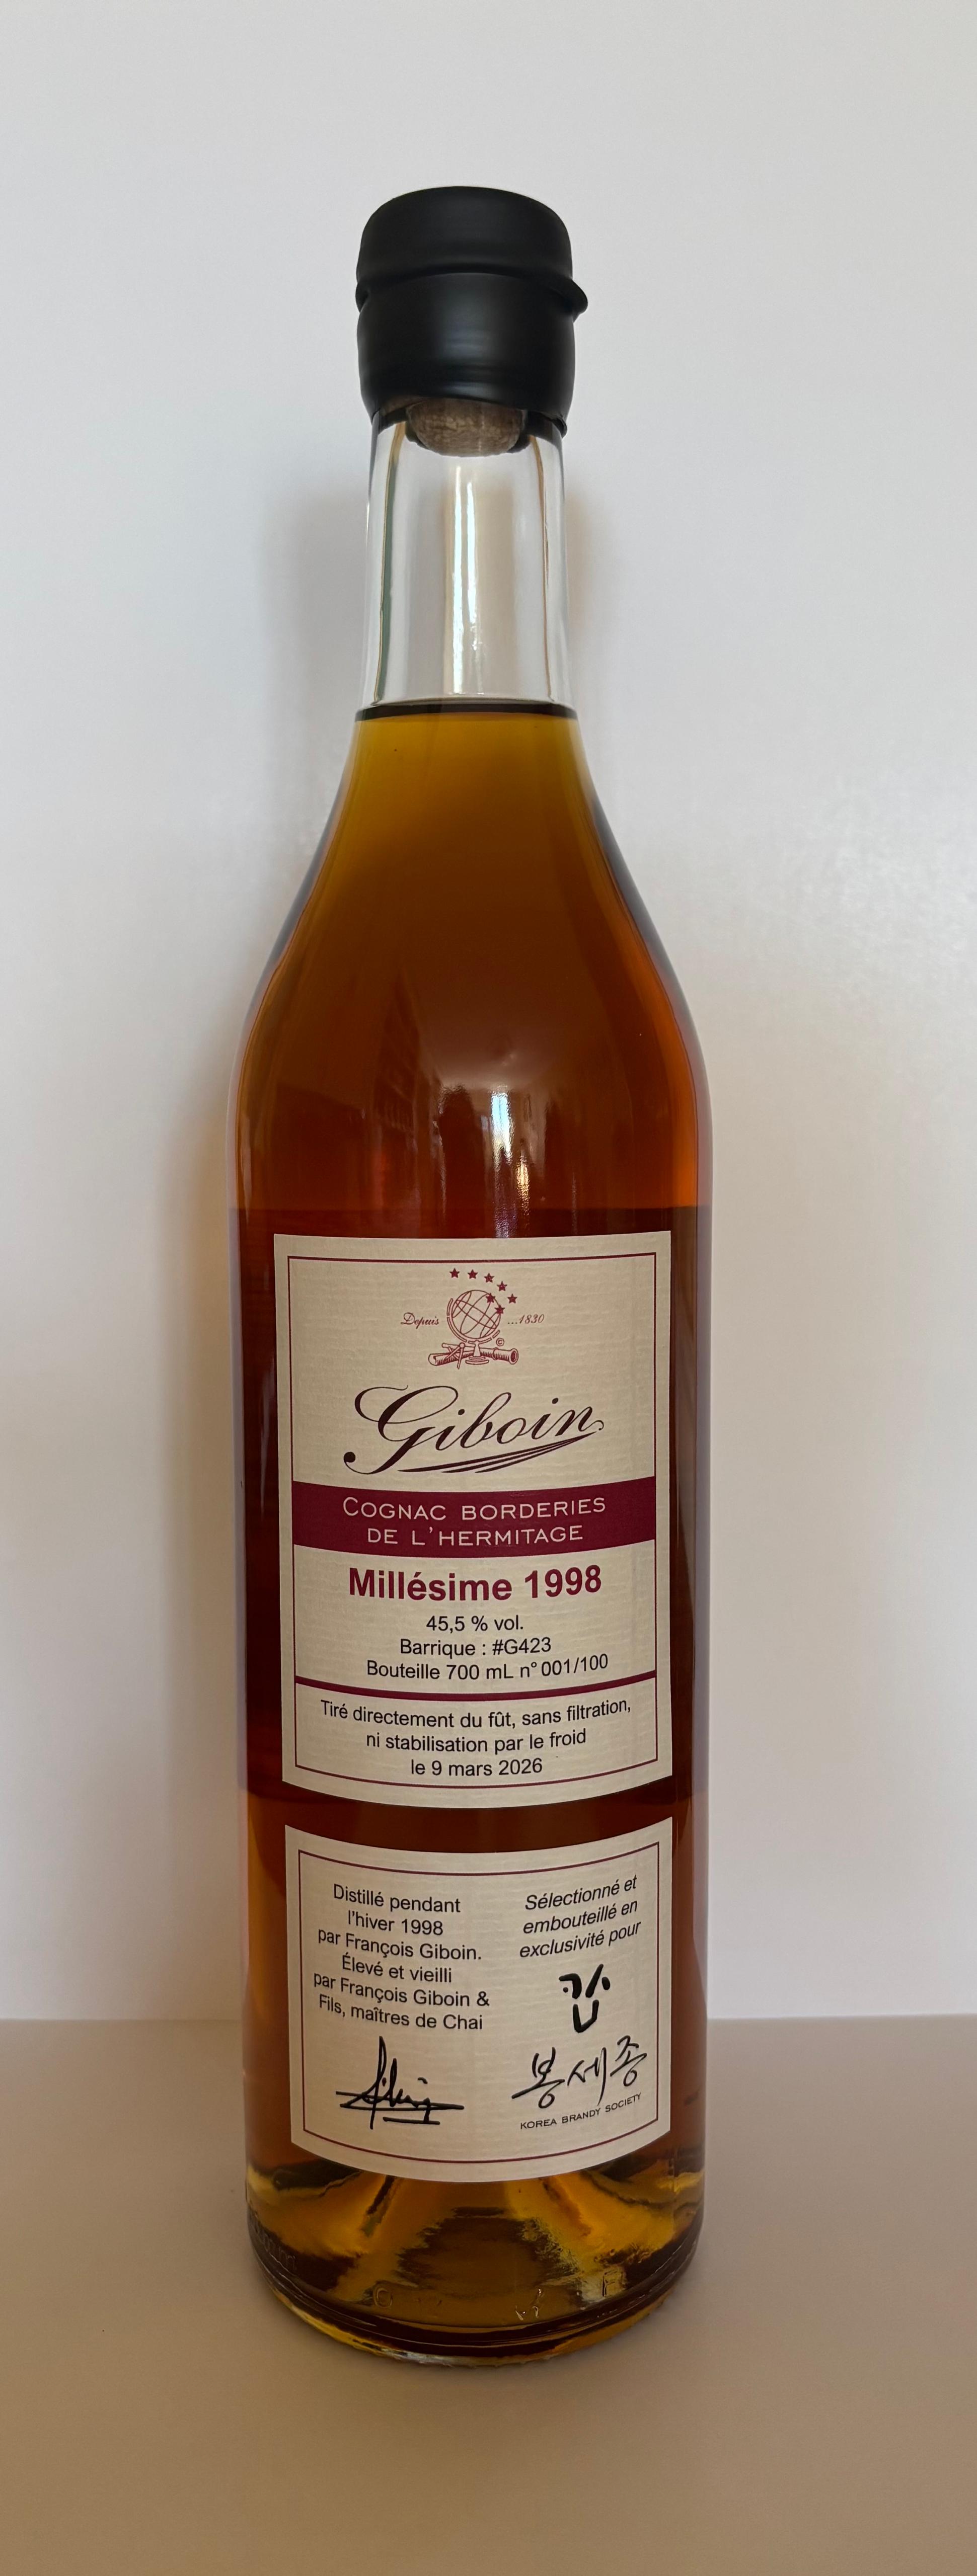 Depuis ...1830
©
Giboin
COGNAC BORDERIES
DE L'HERMITAGE
Millésime 1998
45,5 % vol.
Barrique : #G423
Bouteille 700 mL n° 001/100
Tiré directement du fût, sans filtration,
ni stabilisation par le froid
le 9 mars 2026
Distillé pendant
l'hiver 1998
par François Giboin.
Élevé et vieilli
par François Giboin &
Fils, maîtres de Chai
Sélectionné et
embouteillé en
exclusivité pour
봉세종
KOREA BRANDY SOCIETY